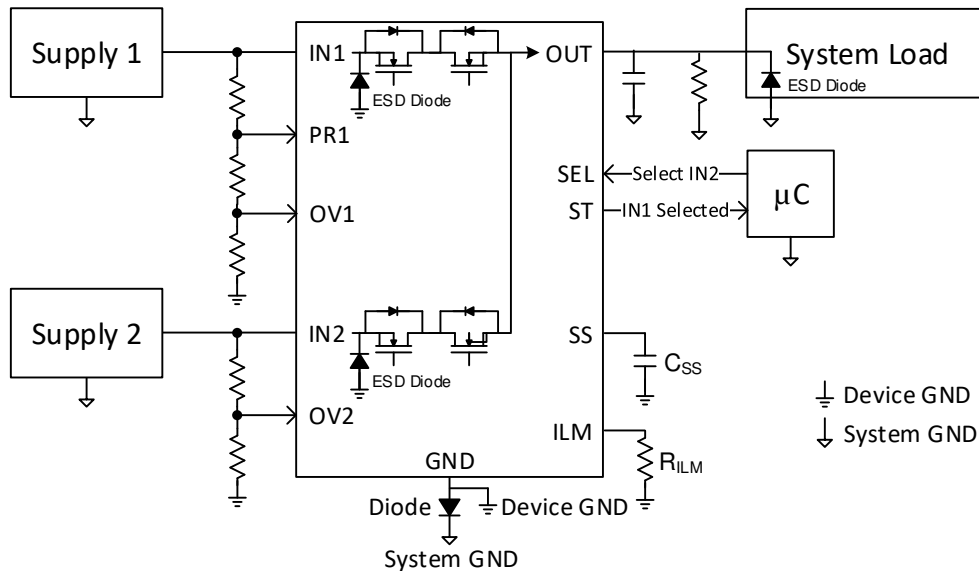 Supply 1
IN1
ESD Diode
PR1
OV1
OUT
System Load
ESD Diode
SEL
Select IN2
ST
IN1 Selected
µC
Supply 2
IN2
ESD Diode
OV2
SS
CSS
ILM
RILM
GND
Diode
Device GND
System GND
Device GND
System GND